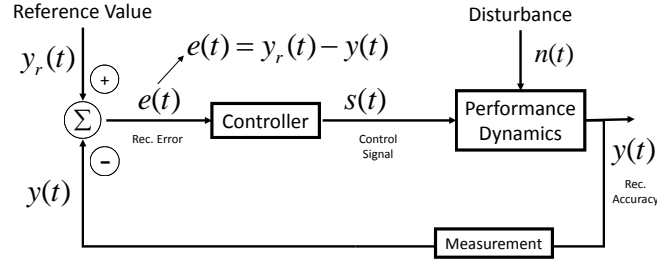 Reference Value
Disturbance
y_r(t)
+
e(t) = y_r(t) − y(t)
n(t)
Σ
e(t)
Controller
s(t)
Performance
Dynamics
Rec. Error
Control
Signal
−
y(t)
y(t)
Rec.
Accuracy
Measurement